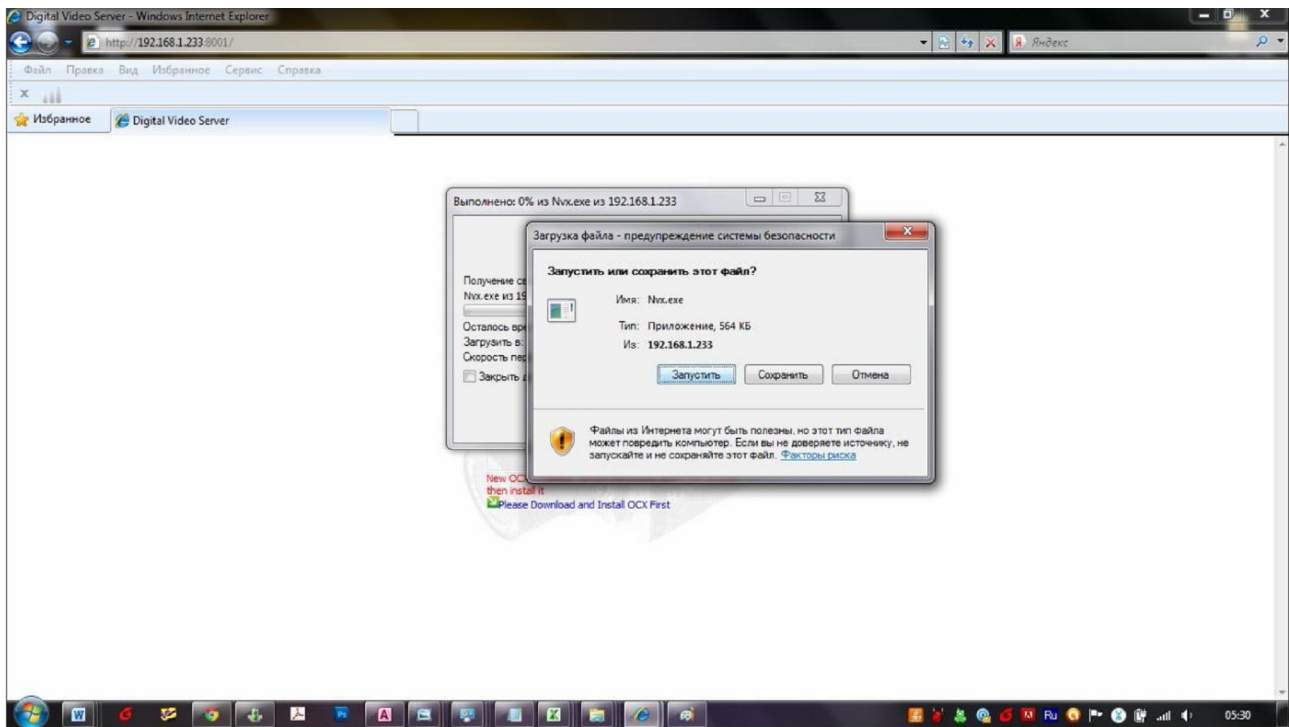 Digital Video Server - Windows Internet Explorer
http://192.168.1.233:8001/
Яндекс
Файл Правка Вид Избранное Сервис Справка
x
Избранное
Digital Video Server
Выполнено: 0% из Nvx.exe из 192.168.1.233
Загрузка файла - предупреждение системы безопасности
Запустить или сохранить этот файл?
Получение
Nvx.exe из
Имя: Nvx.exe
Осталось
Тип: Приложение, 564 КБ
Загрузить в:
Из: 192.168.1.233
Скорость
Закрыть
Запустить Сохранить Отмена
Файлы из Интернета могут быть полезны, но этот тип файла
может повредить компьютер. Если вы не доверяете источнику, не
запускайте и не сохраняйте этот файл. Факторы риска
New
then install it
Please Download and Install OCX First
W
Ps
A
Ru
05:30